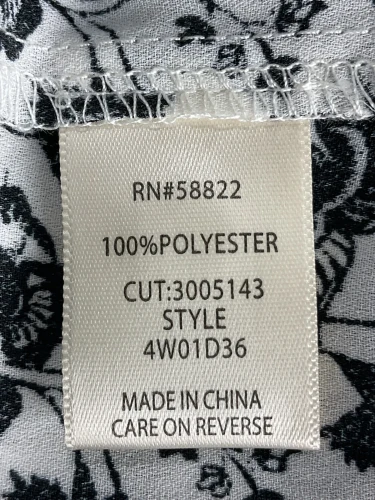 RN#58822
100%POLYESTER
CUT:3005143
STYLE
4W01D36
MADE IN CHINA
CARE ON REVERSE